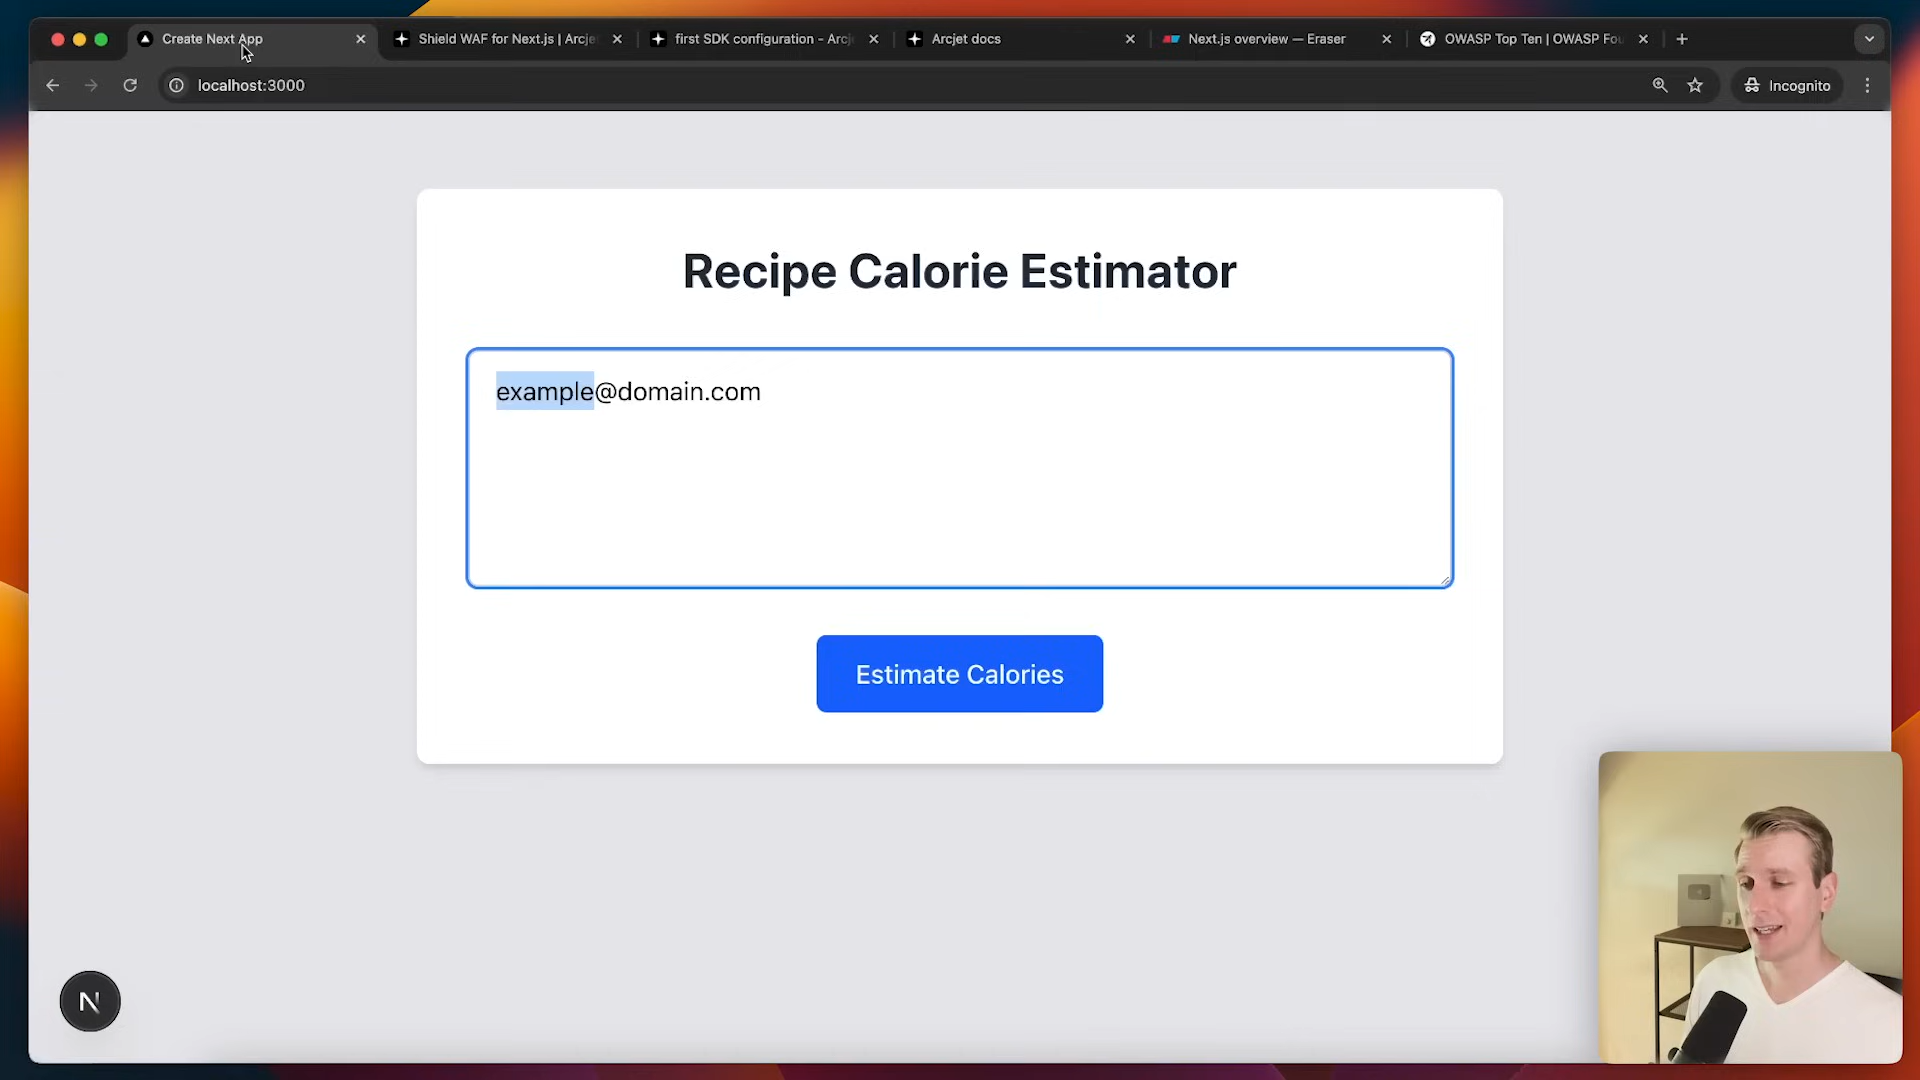 Create Next App
Shield WAF for Next.js | Arcje
first SDK configuration - Arcj
Arcjet docs
Next.js overview — Eraser
OWASP Top Ten | OWASP Fou
localhost:3000
Incognito
Recipe Calorie Estimator
example@domain.com
Estimate Calories
N